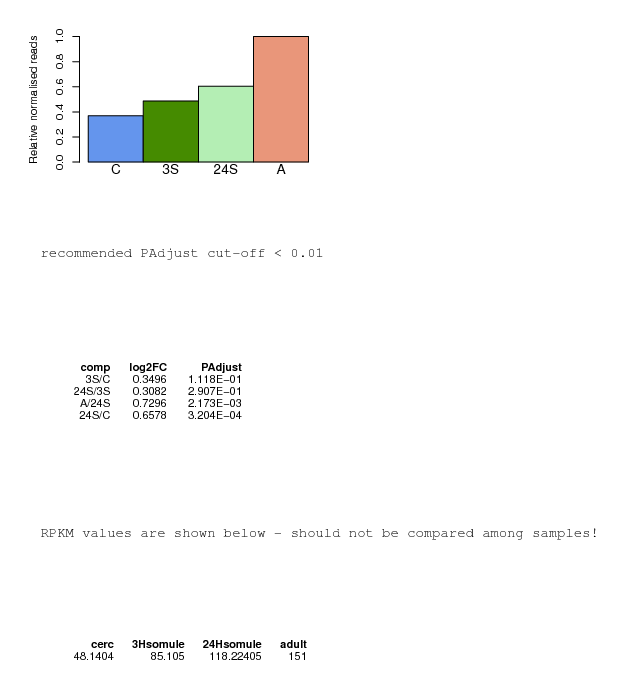 Relative normalised reads
1.0
0.8
0.6
0.4
0.2
0.0
C 3S 24S A
recommended PAdjust cut-off < 0.01
comp log2FC PAdjust
3S/C 0.3496 1.118E-01
24S/3S 0.3082 2.907E-01
A/24S 0.7296 2.173E-03
24S/C 0.6578 3.204E-04
RPKM values are shown below - should not be compared among samples!
cerc 3Hsomule 24Hsomule adult
48.1404 85.105 118.22405 151